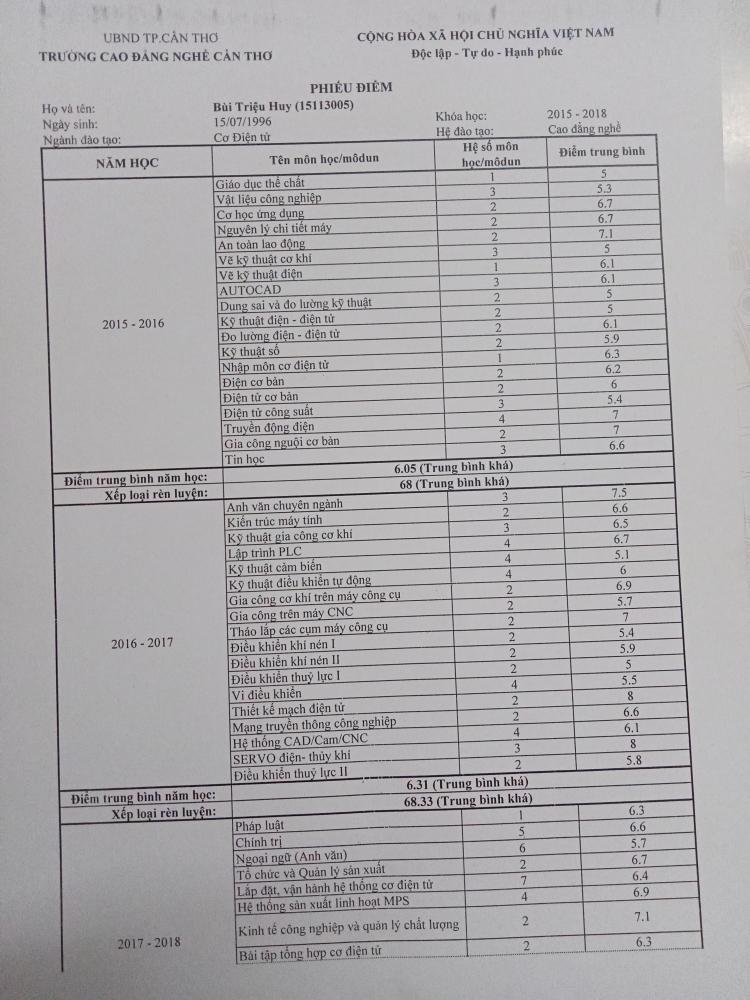 UBND TP.CẦN THƠ
CỘNG HÒA XÃ HỘI CHỦ NGHĨA VIỆT NAM
TRƯỜNG CAO ĐẲNG NGHỀ CẦN THƠ
Độc lập - Tự do - Hạnh phúc
PHIẾU ĐIỂM
Họ và tên: Bùi Triệu Huy (15113005)
Khóa học: 2015 - 2018
Ngày sinh: 15/07/1996
Hệ đào tạo: Cao đẳng nghề
Ngành đào tạo: Cơ Điện tử
NĂM HỌC Tên môn học/môdun Hệ số môn học/môdun Điểm trung bình
Giáo dục thể chất 1 5
Vật liệu công nghiệp 3 5.3
Cơ học ứng dụng 2 6.7
Nguyên lý chi tiết máy 2 6.7
An toàn lao động 2 7.1
Vẽ kỹ thuật cơ khí 3 5
Vẽ kỹ thuật điện 1 6.1
AUTOCAD 3 6.1
Dung sai và đo lường kỹ thuật 2 5
2015 - 2016
Kỹ thuật điện - điện tử 2 5
Đo lường điện - điện tử 2 6.1
Kỹ thuật số 2 5.9
Nhập môn cơ điện tử 1 6.3
Điện cơ bản 2 6.2
Điện tử cơ bản 2 6
Điện tử công suất 3 5.4
Truyền động điện 4 7
Gia công nguội cơ bản 2 7
Tin học 3 6.6
Điểm trung bình năm học: 6.05 (Trung bình khá)
Xếp loại rèn luyện: 68 (Trung bình khá)
Anh văn chuyên ngành 3 7.5
Kiến trúc máy tính 2 6.6
Kỹ thuật gia công cơ khí 3 6.5
Lập trình PLC 4 6.7
Kỹ thuật cảm biến 4 5.1
Kỹ thuật điều khiển tự động 4 6
Gia công cơ khí trên máy công cụ 2 6.9
Gia công trên máy CNC 2 5.7
Tháo lắp các cụm máy công cụ 2 7
2016 - 2017
Điều khiển khí nén I 2 5.4
Điều khiển khí nén II 2 5.9
Điều khiển thuỷ lực I 2 5
Vi điều khiển 4 5.5
Thiết kế mạch điện tử 2 8
Mạng truyền thông công nghiệp 2 6.6
Hệ thống CAD/Cam/CNC 4 6.1
SERVO điện- thủy khí 3 8
Điều khiển thuỷ lực II 2 5.8
Điểm trung bình năm học: 6.31 (Trung bình khá)
Xếp loại rèn luyện: 68.33 (Trung bình khá)
Pháp luật 1 6.3
Chính trị 5 6.6
Ngoại ngữ (Anh văn) 6 5.7
Tổ chức và Quản lý sản xuất 2 6.7
Lắp đặt, vận hành hệ thống cơ điện tử 7 6.4
Hệ thống sản xuất linh hoạt MPS 4 6.9
Kinh tế công nghiệp và quản lý chất lượng 2 7.1
2017 - 2018
Bài tập tổng hợp cơ điện tử 2 6.3